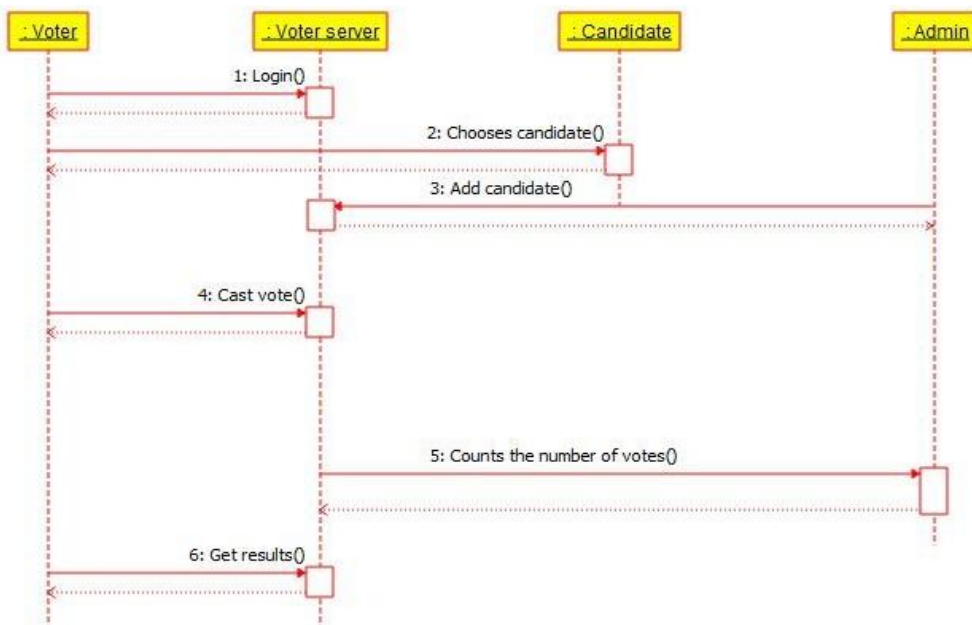 : Voter
: Voter server
: Candidate
: Admin
1: Login()
2: Chooses candidate()
3: Add candidate()
4: Cast vote()
5: Counts the number of votes()
6: Get results()